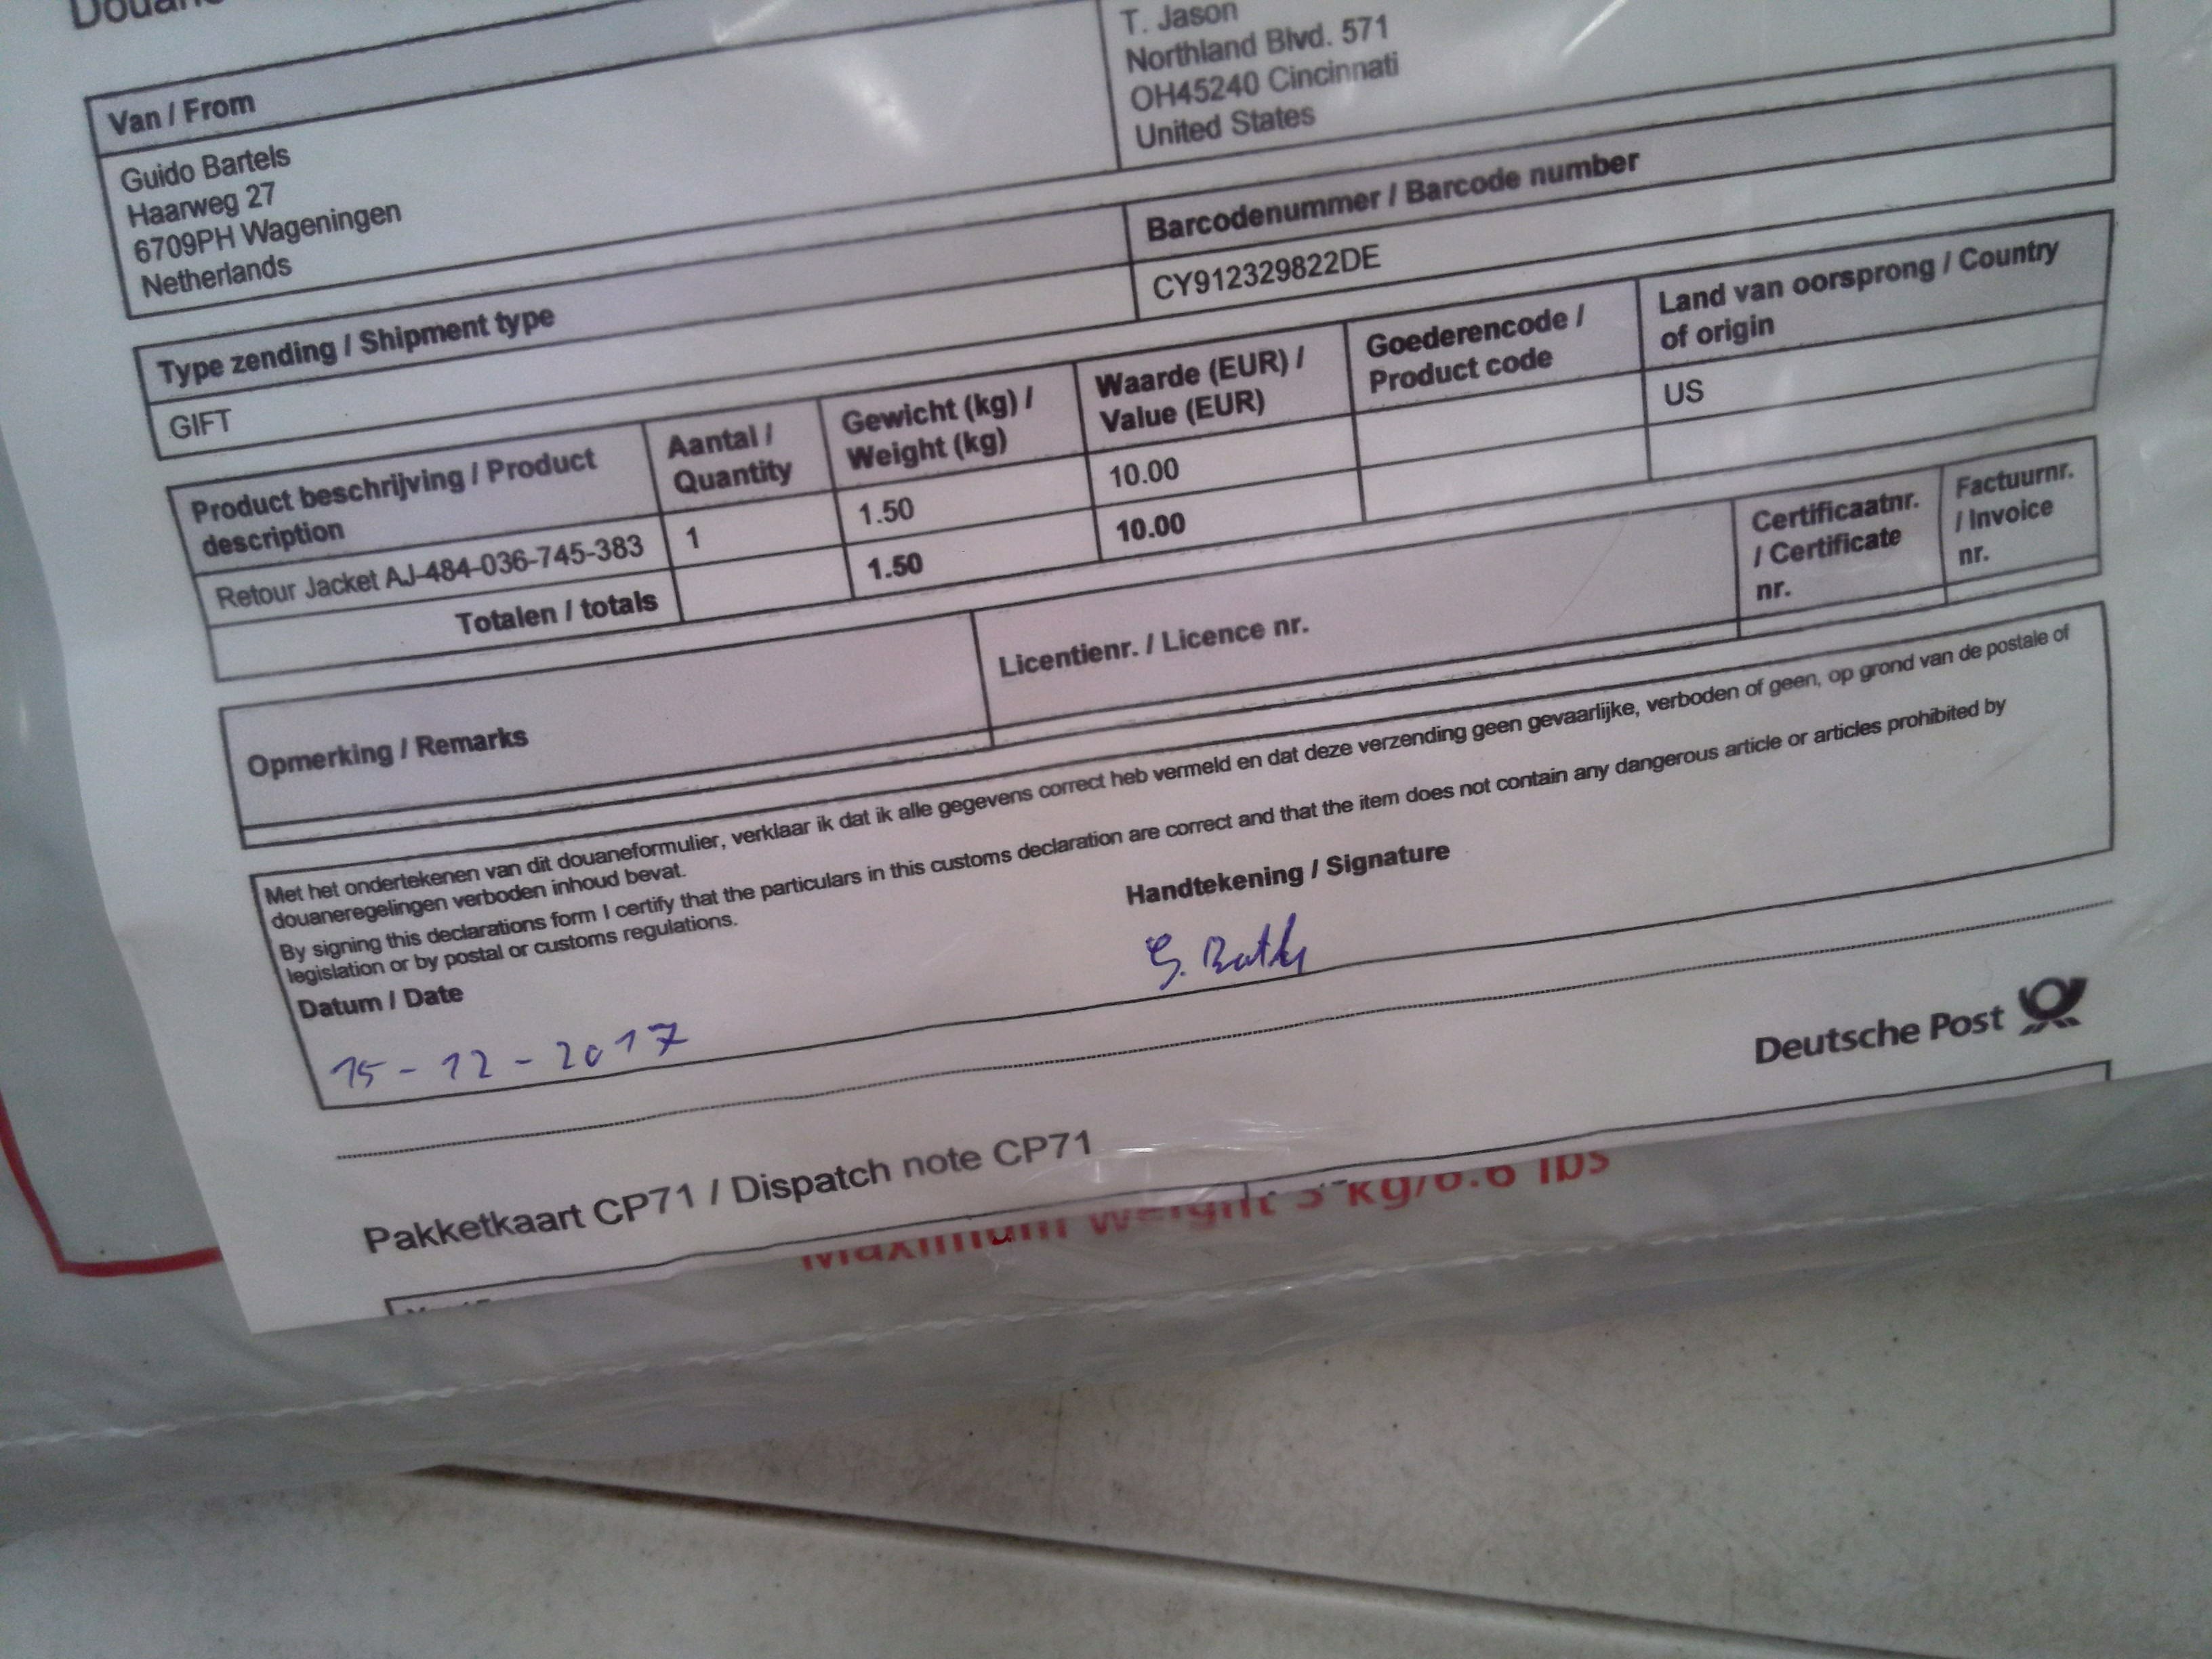 Van / From
Guido Bartels
Haarweg 27
6709PH Wageningen
Netherlands
T. Jason
Northland Blvd. 571
OH45240 Cincinnati
United States
Type zending / Shipment type
GIFT
Barcodenummer / Barcode number
CY912329822DE
Product beschrijving / Product
description
Aantal /
Quantity
Gewicht (kg) /
Weight (kg)
Waarde (EUR) /
Value (EUR)
Goederencode /
Product code
Land van oorsprong / Country
of origin
Retour Jacket AJ-484-036-745-383 1 1.50 10.00 US
Totalen / totals 1.50 10.00
Opmerking / Remarks
Licentienr. / Licence nr.
Certificaatnr.
/ Certificate
nr.
Factuurnr.
/ Invoice
nr.
Met het ondertekenen van dit douaneformulier, verklaar ik dat ik alle gegevens correct heb vermeld en dat deze verzending geen gevaarlijke, verboden of geen, op grond van de postale of
douaneregelingen verboden inhoud bevat.
By signing this declarations form I certify that the particulars in this customs declaration are correct and that the item does not contain any dangerous article or articles prohibited by
legislation or by postal or customs regulations.
Datum / Date
15-12-2017
Handtekening / Signature
Deutsche Post
Pakketkaart CP71 / Dispatch note CP71
Maximum weight 3 kg/6.6 lbs